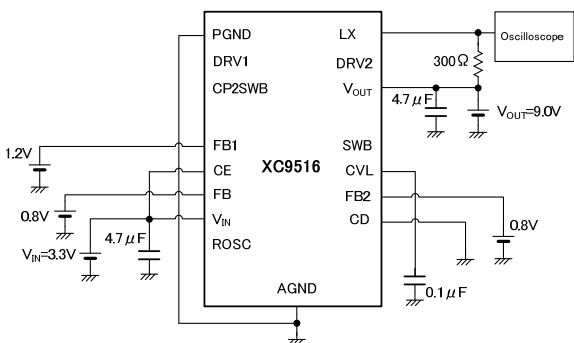 PGND
DRV1
CP2SWB
FB1
CE
FB
VIN
ROSC
XC9516
AGND
LX
DRV2
VOUT
SWB
CVL
FB2
CD
Oscilloscope
300Ω
4.7μF
VOUT=9.0V
1.2V
0.8V
VIN=3.3V
4.7μF
0.8V
0.1μF